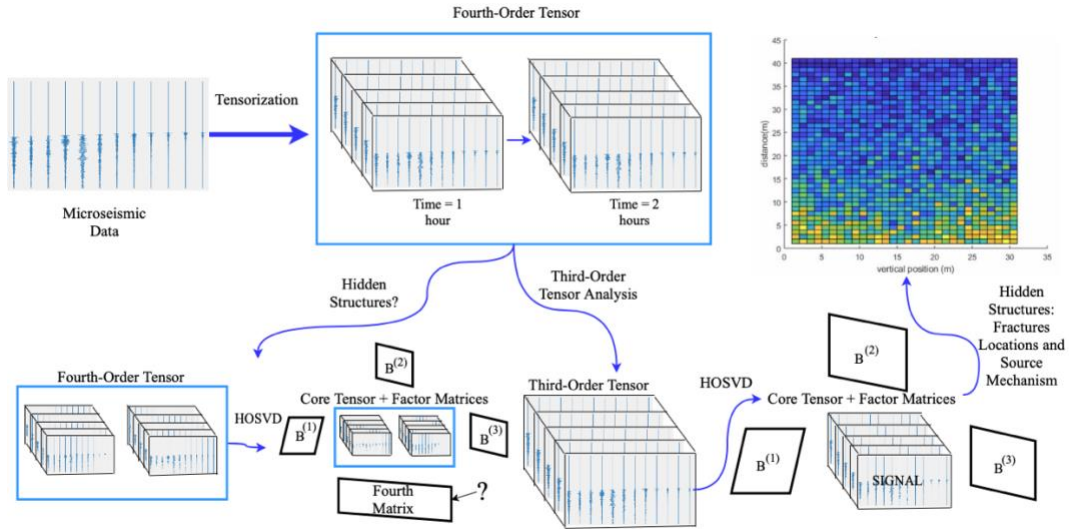 Fourth-Order Tensor
Tensorization
Microseismic
Data
Time = 1
hour
Time = 2
hours
45
40
35
30
25
20
15
10
5
0
distance(m)
0
5
10
15
20
25
30
35
vertical position (m)
Hidden
Structures?
Third-Order
Tensor Analysis
Hidden
Structures:
Fractures
Locations and
Source
Mechanism
Fourth-Order Tensor
HOSVD
B(1)
B(2)
Core Tensor + Factor Matrices
B(3)
Fourth
Matrix
?
Third-Order Tensor
HOSVD
B(1)
B(2)
Core Tensor + Factor Matrices
SIGNAL
B(3)